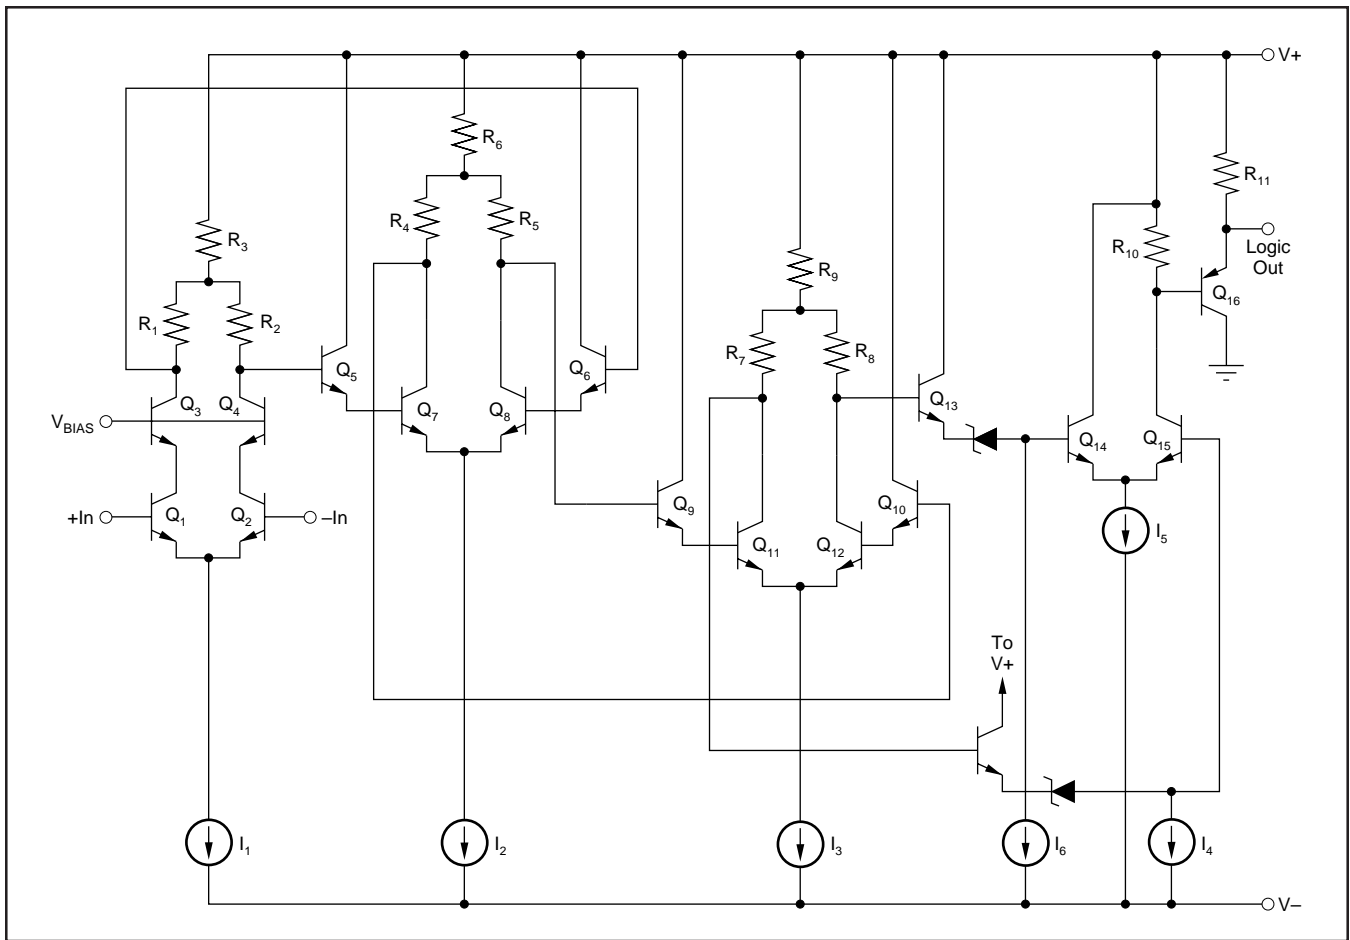 V+
R₆
R₁₁
R₄
R₅
R₃
R₁₀
Logic
Out
R₉
Q₁₆
R₁
R₂
R₇
R₈
Q₅
Q₆
Q₃
Q₄
Q₁₃
V_BIAS
Q₇
Q₈
Q₁₄
Q₁₅
+In
Q₁
Q₂
–In
Q₉
Q₁₀
I₅
Q₁₁
Q₁₂
To
V+
I₁
I₂
I₃
I₆
I₄
V–